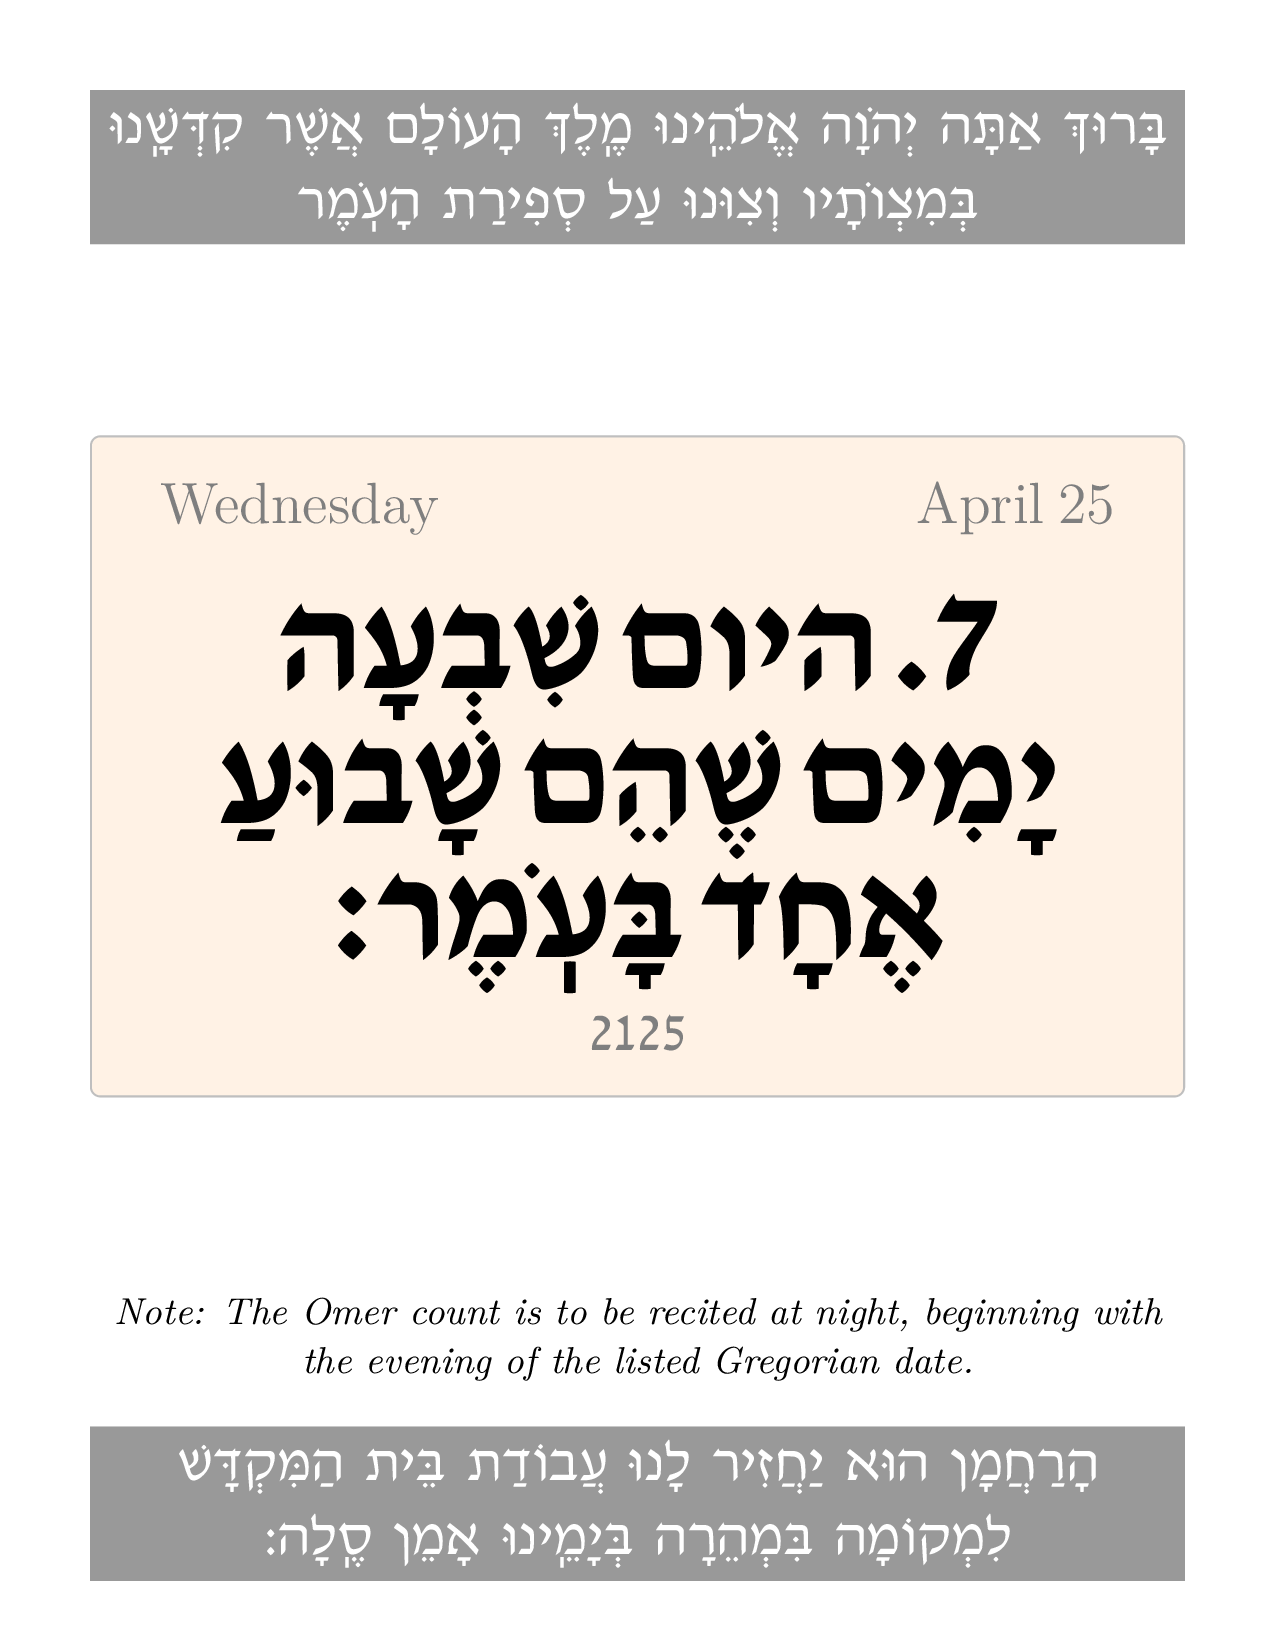 בָּרוּךְ אַתָּה יְהֹוָה אֱלֹהֵֽינוּ מֶֽלֶךְ הָעוֹלָם אֲשֶׁר קִדְּשָֽׁנוּ
בְּמִצְוֹתָיו וְצִוּנוּ עַל סְפִירַת הָעֹֽמֶר
Wednesday April 25
7. היום שִׁבְעָה
יָמִים שֶׁהֵם שָׁבוּעַ
אֶחָד בָּעֹֽמֶר:
2125
Note: The Omer count is to be recited at night, beginning with
the evening of the listed Gregorian date.
הָרַחֲמָן הוּא יַחֲזִיר לָנוּ עֲבוֹדַת בֵּית הַמִּקְדָּשׁ
לִמְקוֹמָה בִּמְהֵרָה בְּיָמֵֽינוּ אָמֵן סֶֽלָה: